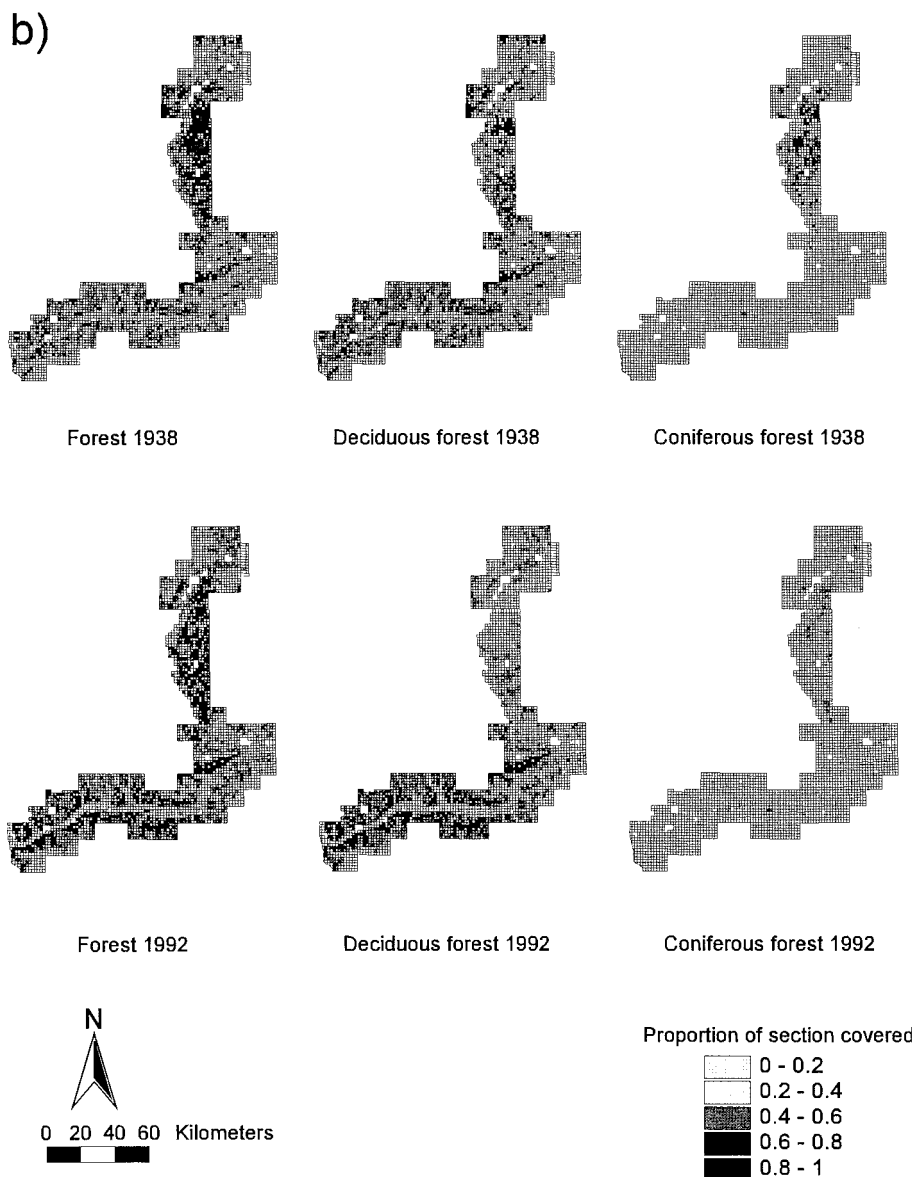 b)
Forest 1938
Deciduous forest 1938
Coniferous forest 1938
Forest 1992
Deciduous forest 1992
Coniferous forest 1992
N
0 20 40 60 Kilometers
Proportion of section covered
0 - 0.2
0.2 - 0.4
0.4 - 0.6
0.6 - 0.8
0.8 - 1